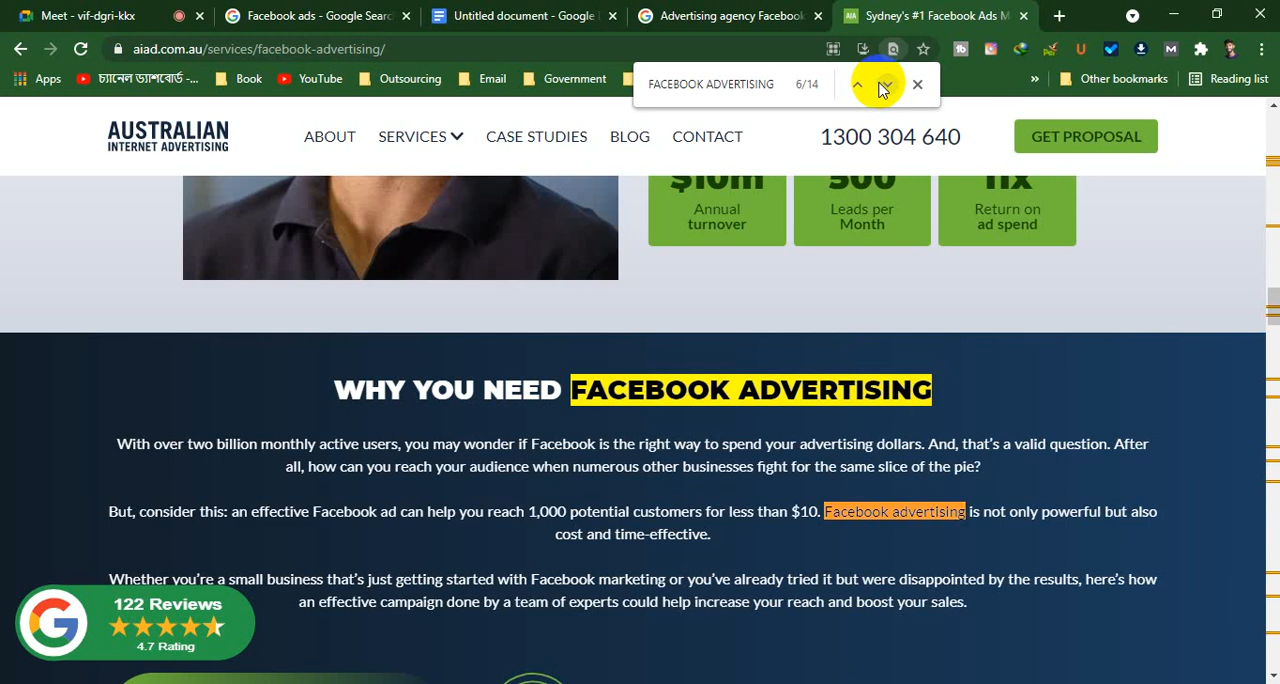 Meet - vif-dgri-kkx
Facebook ads - Google Searc
Untitled document - Google
Advertising agency Facebook
Sydney's #1 Facebook Ads M
aiad.com.au/services/facebook-advertising/
Apps
চ্যানেল ড্যাশবোর্ড -...
Book
YouTube
Outsourcing
Email
Government
Other bookmarks
Reading list
FACEBOOK ADVERTISING 6/14
AUSTRALIAN
INTERNET ADVERTISING
ABOUT
SERVICES
CASE STUDIES
BLOG
CONTACT
1300 304 640
GET PROPOSAL
$10m
Annual
turnover
500
Leads per
Month
11x
Return on
ad spend
WHY YOU NEED FACEBOOK ADVERTISING
With over two billion monthly active users, you may wonder if Facebook is the right way to spend your advertising dollars. And, that's a valid question. After
all, how can you reach your audience when numerous other businesses fight for the same slice of the pie?
But, consider this: an effective Facebook ad can help you reach 1,000 potential customers for less than $10. Facebook advertising is not only powerful but also
cost and time-effective.
Whether you're a small business that's just getting started with Facebook marketing or you've already tried it but were disappointed by the results, here's how
an effective campaign done by a team of experts could help increase your reach and boost your sales.
122 Reviews
4.7 Rating